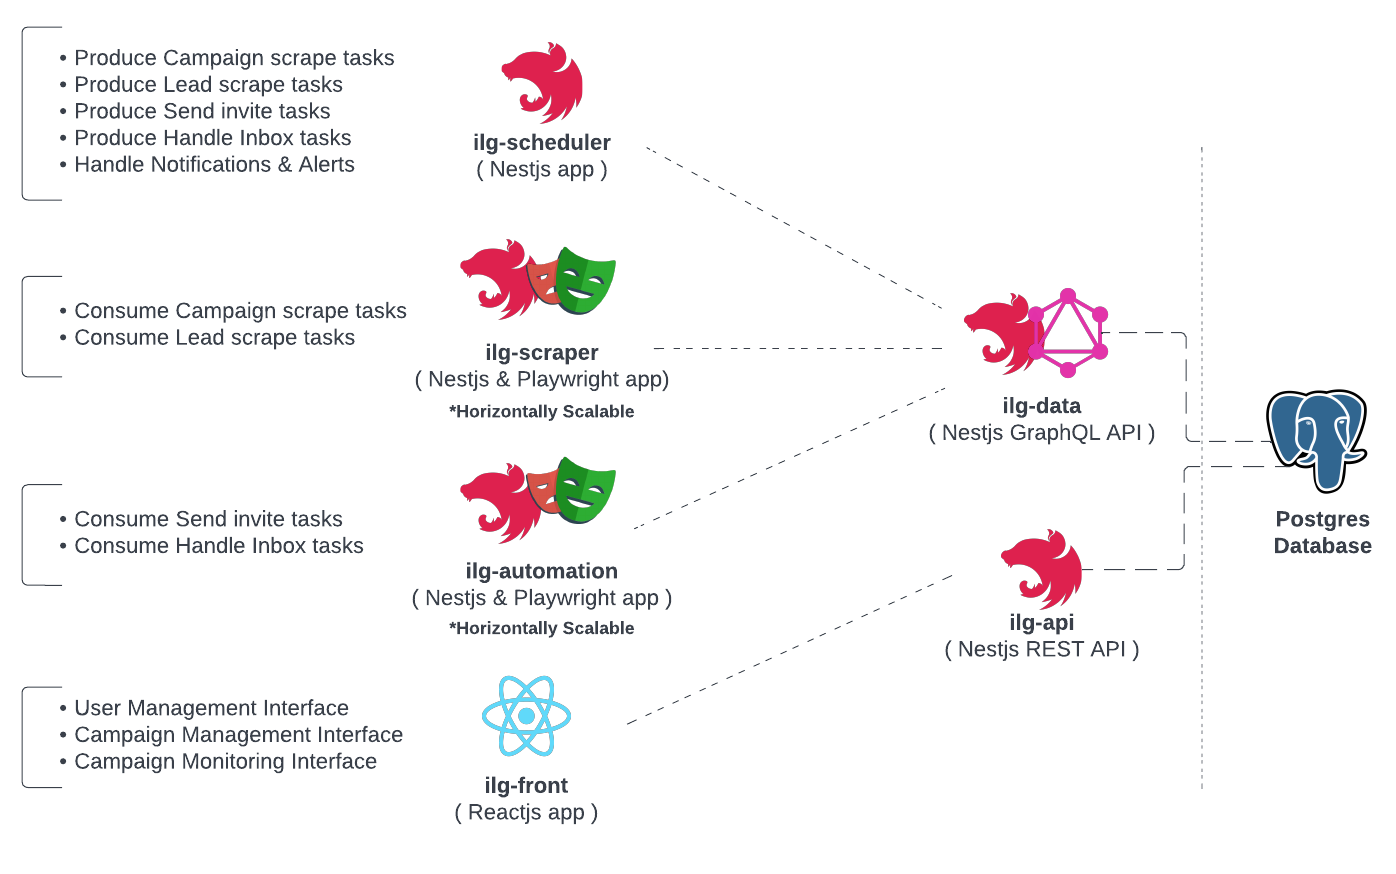 • Produce Campaign scrape tasks
• Produce Lead scrape tasks
• Produce Send invite tasks
• Produce Handle Inbox tasks
• Handle Notifications & Alerts
ilg-scheduler
( Nestjs app )
• Consume Campaign scrape tasks
• Consume Lead scrape tasks
ilg-scraper
( Nestjs & Playwright app)
*Horizontally Scalable
ilg-data
( Nestjs GraphQL API )
• Consume Send invite tasks
• Consume Handle Inbox tasks
ilg-automation
( Nestjs & Playwright app )
*Horizontally Scalable
Postgres
Database
ilg-api
( Nestjs REST API )
• User Management Interface
• Campaign Management Interface
• Campaign Monitoring Interface
ilg-front
( Reactjs app )